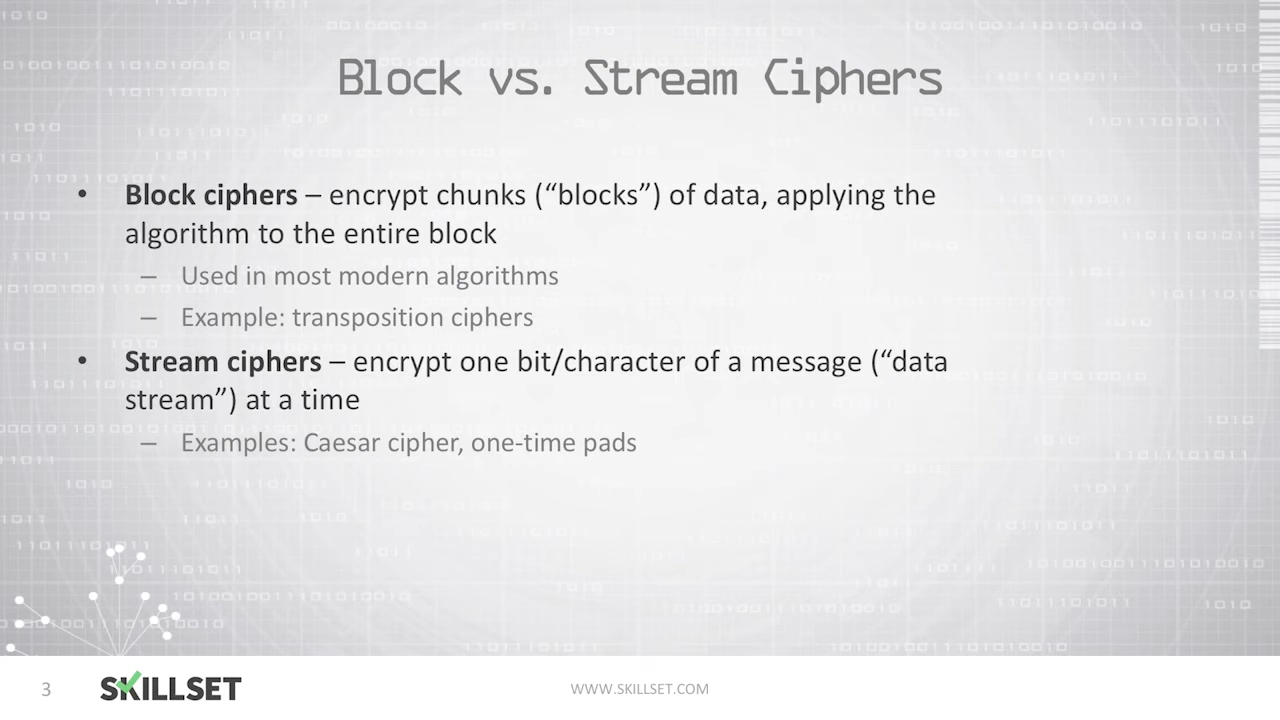 Block vs. Stream Ciphers
• Block ciphers – encrypt chunks (“blocks”) of data, applying the
algorithm to the entire block
– Used in most modern algorithms
– Example: transposition ciphers
• Stream ciphers – encrypt one bit/character of a message (“data
stream”) at a time
– Examples: Caesar cipher, one-time pads
3
SKILLSET
WWW.SKILLSET.COM